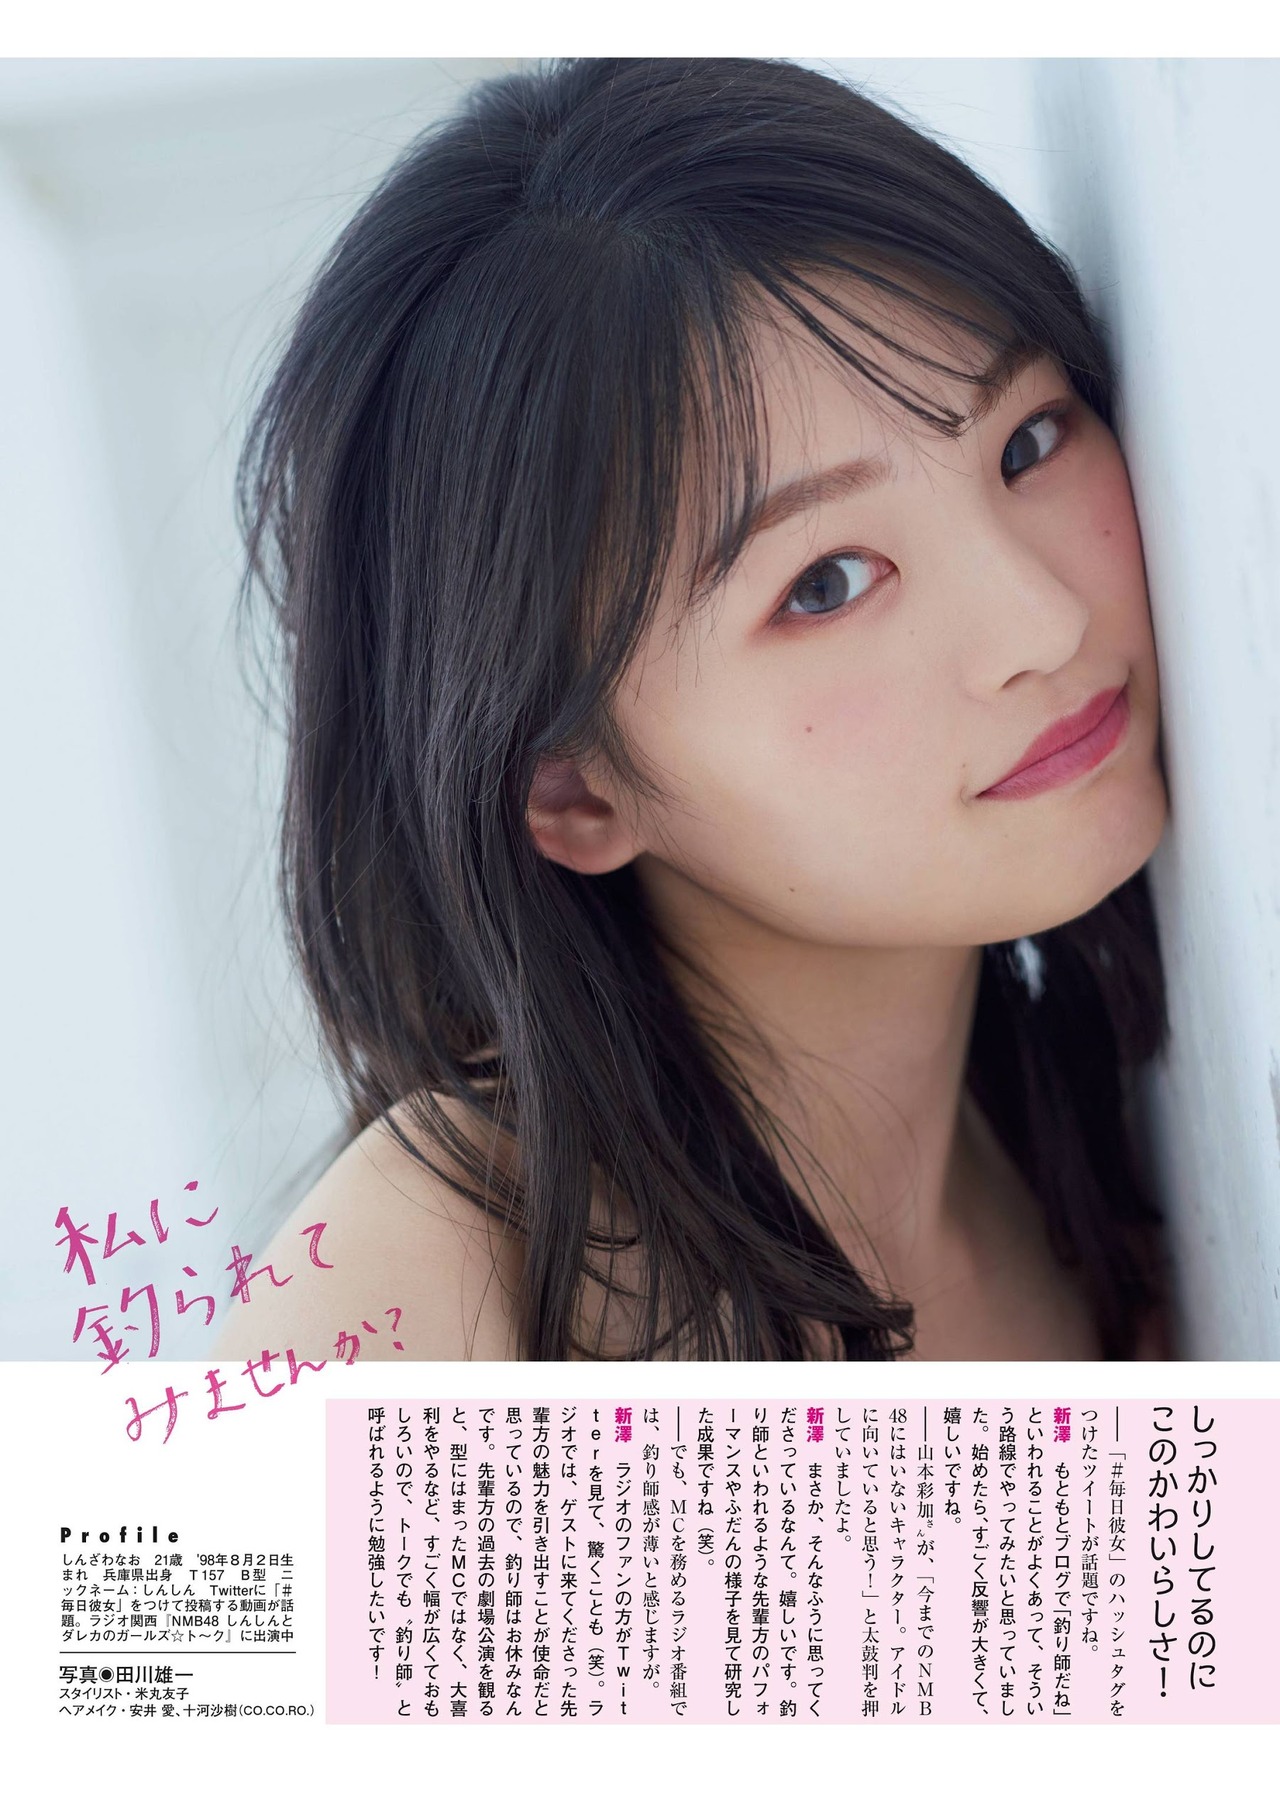 私に
釣られて
みませんか？
しっかりしてるのに
このかわいらしさ！
――「＃毎日彼女」のハッシュタグを
つけたツイートが話題ですね。
新澤　もともとブログで「釣り師だね」
といわれることがよくあって、そうい
う路線でやってみたいと思っていまし
た。始めたら、すごく反響が大きくて、
嬉しいですね。
――山本彩加さんが、「今までのNMB
48にはいないキャラクター。アイドル
に向いていると思う！」と太鼓判を押
していましたよ。
新澤　まさか、そんなふうに思ってく
ださっているなんて。嬉しいです。釣
り師といわれるような先輩方のパフォ
ーマンスやふだんの様子を見て研究し
た成果ですね（笑）。
――でも、MCを務めるラジオ番組で
は、釣り師感が薄いと感じますが。
新澤　ラジオのファンの方がTwit
terを見て、驚くことも（笑）。ラ
ジオでは、ゲストに来てくださった先
輩方の魅力を引き出すことが使命だと
思っているので、釣り師はお休みなん
です。先輩方の過去の劇場公演を観る
と、型にはまったMCではなく、大喜
利をやるなど、すごく幅が広くておも
しろいので、トークでも〝釣り師〟と
呼ばれるように勉強したいです！
Profile
しんざわなお　21歳　'98年８月２日生
まれ　兵庫県出身　T157　B型　ニ
ックネーム：しんしん　Twitterに「＃
毎日彼女」をつけて投稿する動画が話
題。ラジオ関西『NMB48 しんしんと
ダレカのガールズ☆ト〜ク』に出演中
写真◉田川雄一
スタイリスト・米丸友子
ヘアメイク・安井 愛、十河沙樹（CO.CO.RO.）